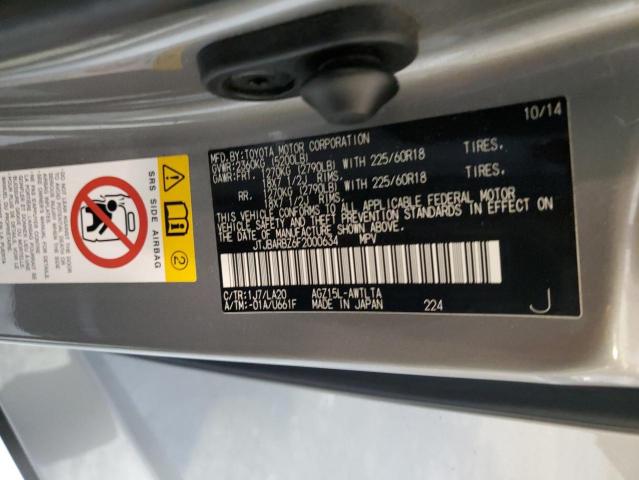 MFD.BY:TOYOTA MOTOR CORPORATION 10/14
GVWR:2360KG (5200LB)
GAWR:FRT. 1270KG (2790LB) WITH 225/60R18 TIRES.
18X7 1/2J RIMS.
RR. 1270KG (2790LB) WITH 225/60R18 TIRES.
18X7 1/2J RIMS.
THIS VEHICLE CONFORMS TO ALL APPLICABLE FEDERAL MOTOR
VEHICLE SAFETY AND THEFT PREVENTION STANDARDS IN EFFECT ON
THE DATE OF MANUFACTURE SHOWN ABOVE.
JTJBARBZ6F2000634 MPV
C/TR:1J7/LA20 AGZ15L-AWTLTA
A/TM:-01A/U661F MADE IN JAPAN 224 J
SRS SIDE AIRBAG
2